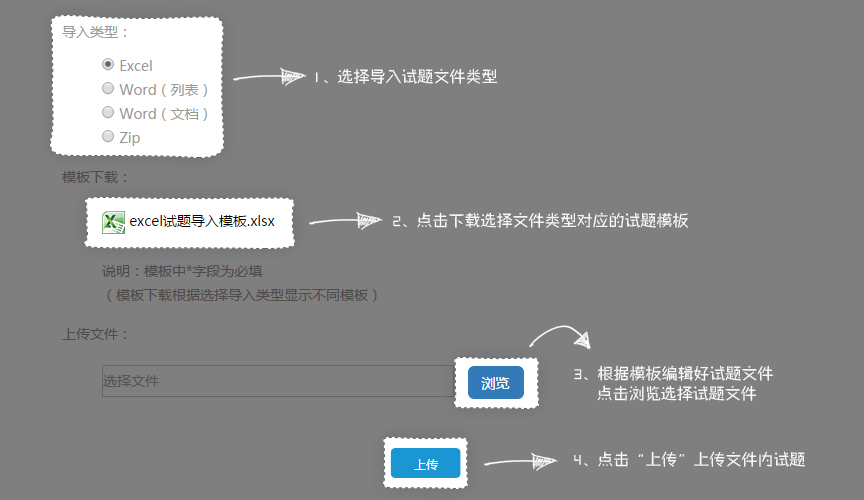 导入类型：
Excel
Word（列表）
Word（文档）
Zip
1、选择导入试题文件类型
模板下载：
excel试题导入模板.xlsx
2、点击下载选择文件类型对应的试题模板
说明：模板中*字段为必填
（模板下载根据选择导入类型显示不同模板）
上传文件：
选择文件
浏览
3、根据模板编辑好试题文件
点击浏览选择试题文件
上传
4、点击“上传”上传文件内试题